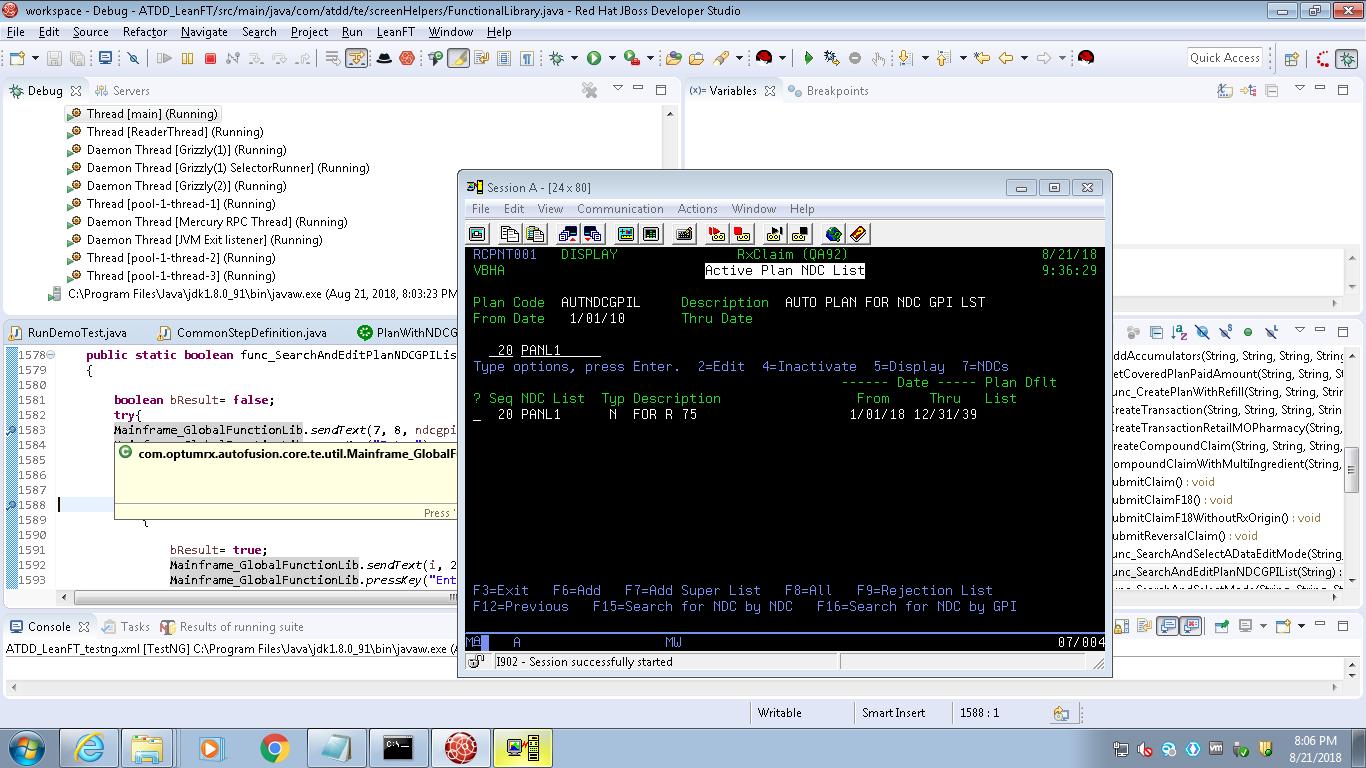 workspace - Debug - ATDD_LeanFT/src/main/java/com/atdd/te/screenHelpers/FunctionalLibrary.java - Red Hat JBoss Developer Studio
File Edit Source Refactor Navigate Search Project Run LeanFT Window Help
Quick Access
Debug Servers
(x)= Variables Breakpoints
Thread [main] (Running)
Thread [ReaderThread] (Running)
Daemon Thread [Grizzly(1)] (Running)
Daemon Thread [Grizzly(1) SelectorRunner] (Running)
Daemon Thread [Grizzly(2)] (Running)
Thread [pool-1-thread-1] (Running)
Daemon Thread [Mercury RPC Thread] (Running)
Daemon Thread [JVM Exit listener] (Running)
Thread [pool-1-thread-2] (Running)
Thread [pool-1-thread-3] (Running)
C:\Program Files\Java\jdk1.8.0_91\bin\javaw.exe (Aug 21, 2018, 8:03:23 PM
Session A - [24 x 80]
File Edit View Communication Actions Window Help
RCPNT001 DISPLAY RxClaim (QA92) 8/21/18
VBHA Active Plan NDC List 9:36:29
Plan Code AUTNDCGPIL Description AUTO PLAN FOR NDC GPI LST
From Date 1/01/10 Thru Date
20 PANL1
Type options, press Enter. 2=Edit 4=Inactivate 5=Display 7=NDCs
------ Date ----- Plan Dflt
? Seq NDC List Typ Description From Thru List
_ 20 PANL1 N FOR R 75 1/01/18 12/31/39
F3=Exit F6=Add F7=Add Super List F8=All F9=Rejection List
F12=Previous F15=Search for NDC by NDC F16=Search for NDC by GPI
MA A MW 07/004
I902 - Session successfully started
RunDemoTest.java CommonStepDefinition.java PlanWithNDCG
1578 public static boolean func_SearchAndEditPlanNDCGPILis
1579 {
1580
1581 boolean bResult= false;
1582 try{
1583 Mainframe_GlobalFunctionLib.sendText(7, 8, ndcgpi
1584
1585
1586
1587
1588
1589 {
1590
1591 bResult= true;
1592 Mainframe_GlobalFunctionLib.sendText(i, 2
1593 Mainframe_GlobalFunctionLib.pressKey("Ent
com.optumrx.autofusion.core.te.util.Mainframe_GlobalF
Press '
ddAccumulators(String, String, Str
etCoveredPlanPaidAmount(String,
nc_CreatePlanWithRefill(String, St
CreateTransaction(String, String, St
CreateTransactionRetailMOPharmacy(
reateCompoundClaim(String, Strin
ompoundClaimWithMultiIngredient(
ubmitClaim() : void
ubmitClaimF18() : void
ubmitClaimF18WithoutRxOrigin() : void
ubmitReversalClaim() : void
unc_SearchAndSelectADataEditMode(String,
unc_SearchAndEditPlanNDCGPIList(String) :
Console Tasks Results of running suite
ATDD_LeanFT_testng.xml [TestNG] C:\Program Files\Java\jdk1.8.0_91\bin\javaw.exe (A
Writable Smart Insert 1588 : 1
8:06 PM
8/21/2018